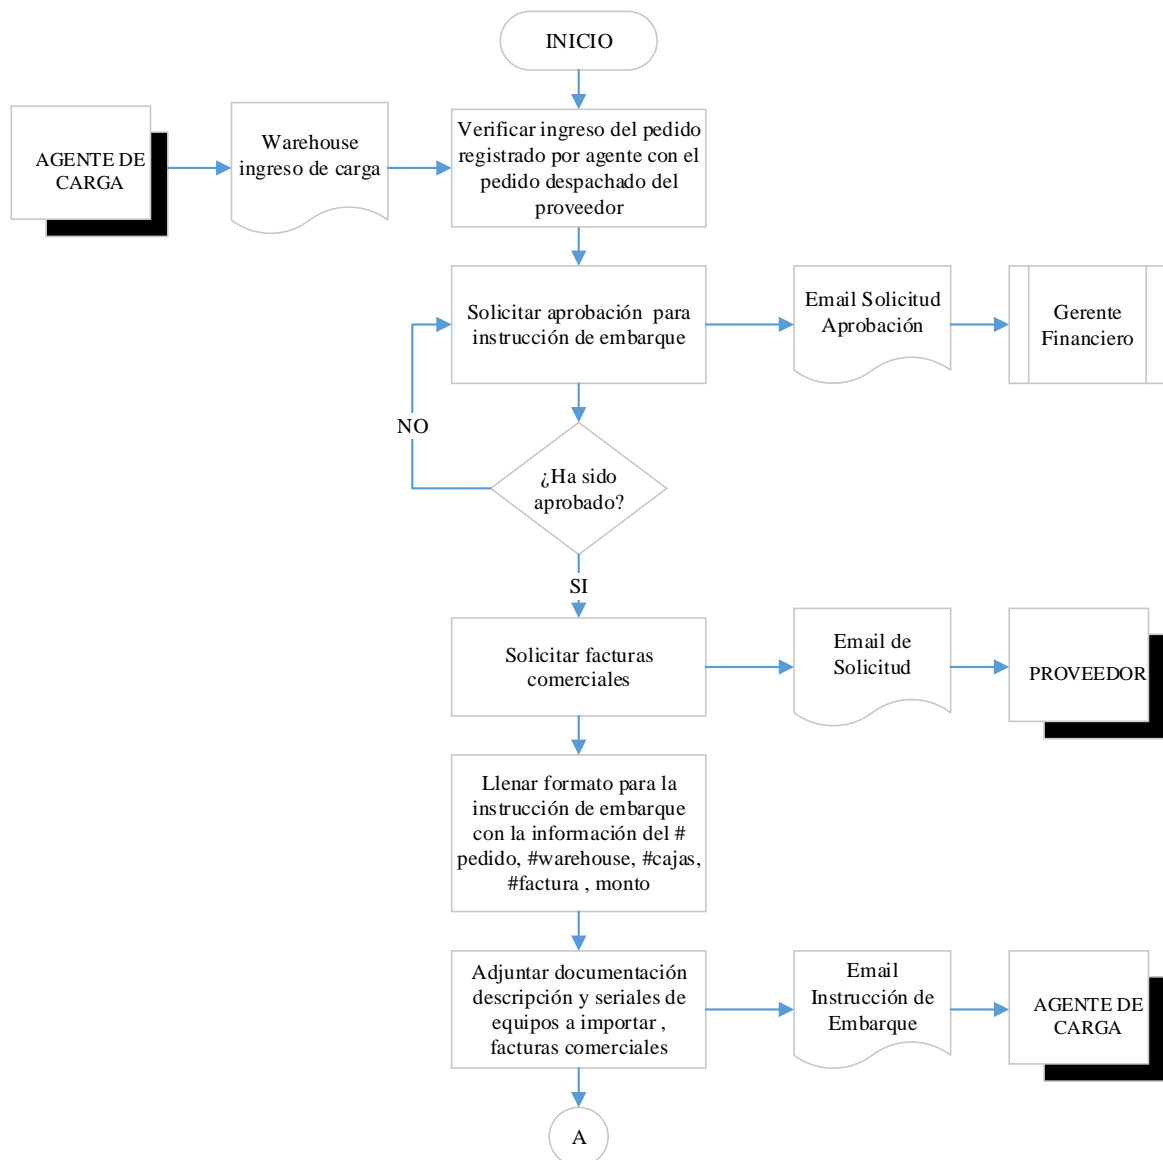 INICIO
AGENTE DE
CARGA
Warehouse
ingreso de carga
Verificar ingreso del pedido
registrado por agente con el
pedido despachado del
proveedor
Solicitar aprobación para
instrucción de embarque
Email Solicitud
Aprobación
Gerente
Financiero
NO
¿Ha sido
aprobado?
SI
Solicitar facturas
comerciales
Email de
Solicitud
PROVEEDOR
Llenar formato para la
instrucción de embarque
con la información del #
pedido, #warehouse, #cajas,
#factura , monto
Adjuntar documentación
descripción y seriales de
equipos a importar ,
facturas comerciales
Email
Instrucción de
Embarque
AGENTE DE
CARGA
A